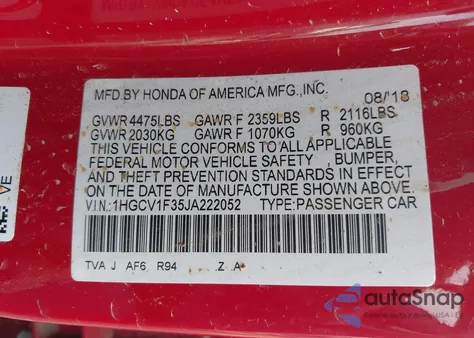 MFD.BY HONDA OF AMERICA MFG.,INC. 08/18
GVWR 4475LBS GAWR F 2359LBS R 2116LBS
GVWR 2030KG GAWR F 1070KG R 960KG
THIS VEHICLE CONFORMS TO ALL APPLICABLE
FEDERAL MOTOR VEHICLE SAFETY , BUMPER,
AND THEFT PREVENTION STANDARDS IN EFFECT
ON THE DATE OF MANUFACTURE SHOWN ABOVE.
V.I.N.: 1HGCV1F35JA222052 TYPE:PASSENGER CAR
TVA J AF6 R94 .Z .A
VE
autoSnap